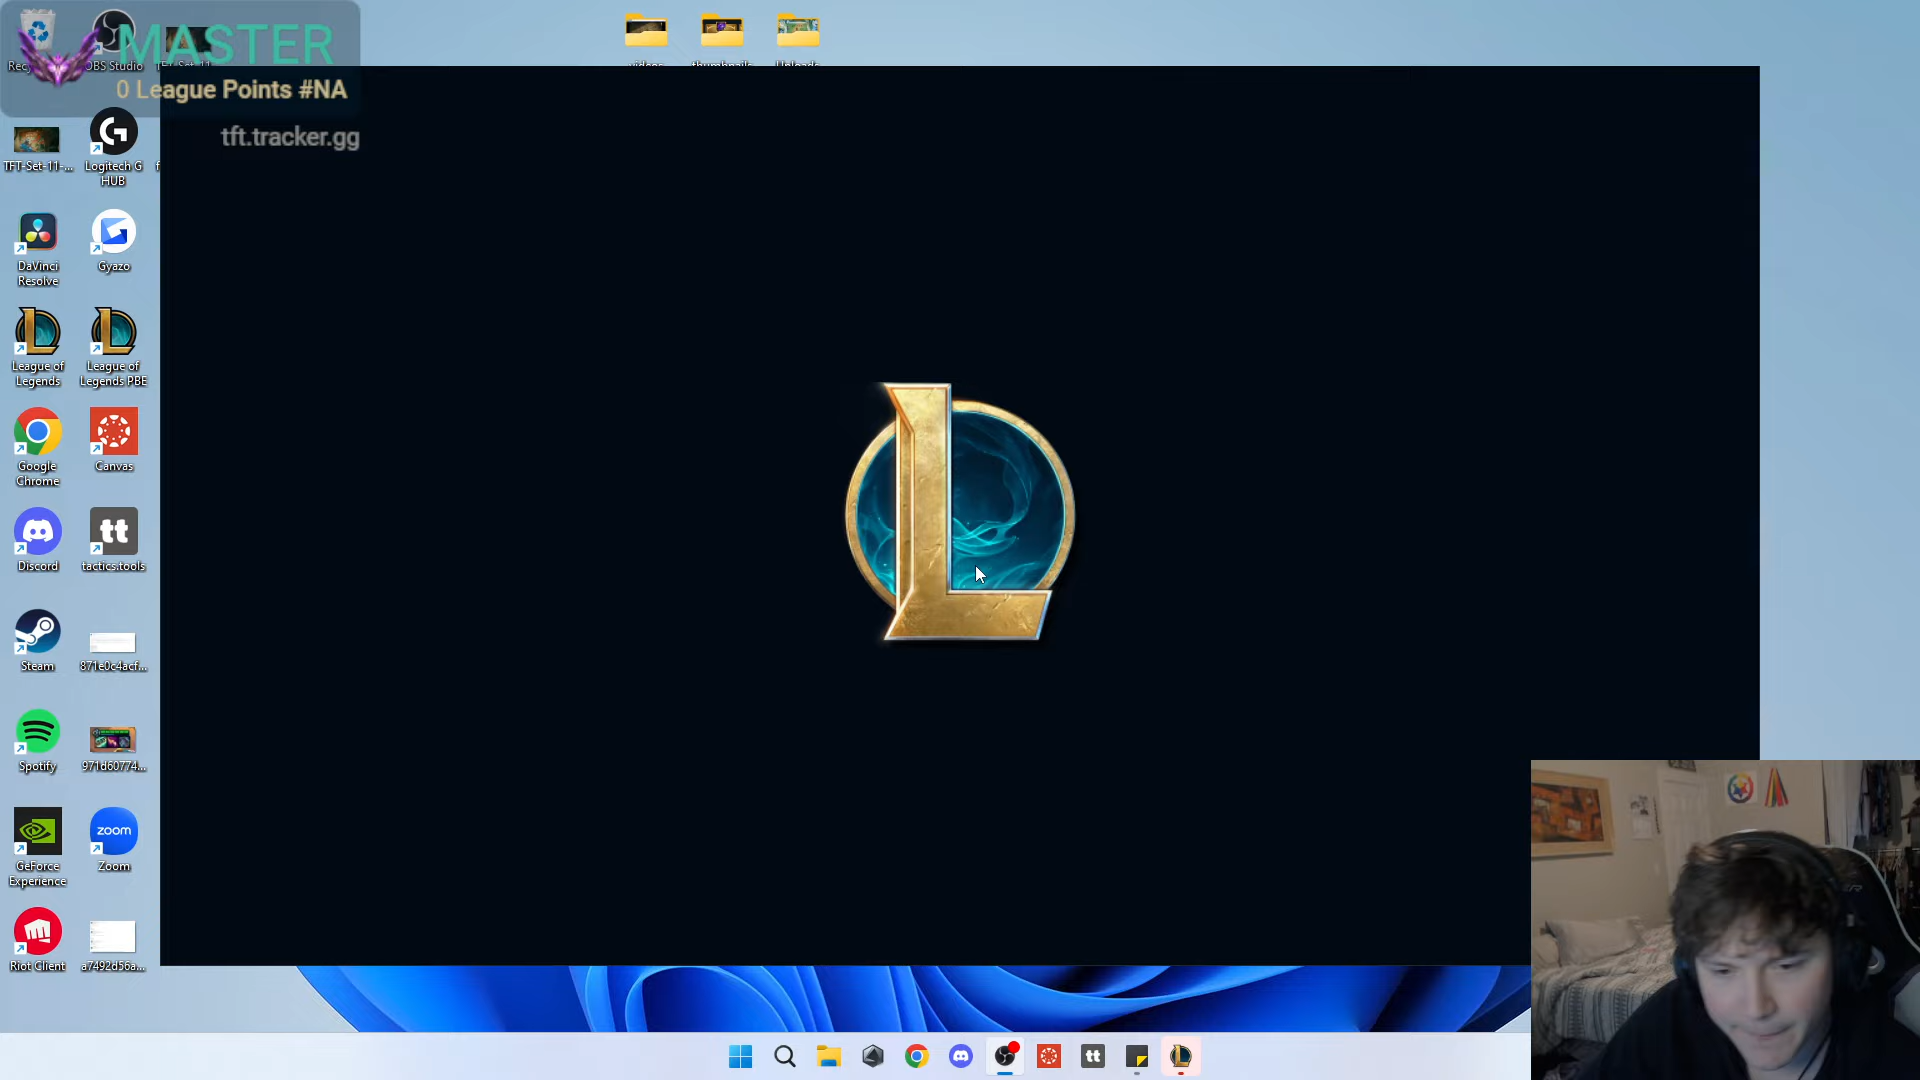 MASTER
0 League Points #NA
tft.tracker.gg
OBS Studio
TFT-Set-11-...
Logitech G
HUB
DaVinci
Resolve
Gyazo
League of
Legends
League of
Legends PBE
Google
Chrome
Canvas
Discord
tt
tactics.tools
Steam
871e0c4acf...
Spotify
971d60774...
GeForce
Experience
zoom
Zoom
Riot Client
a7492d56a...
tt